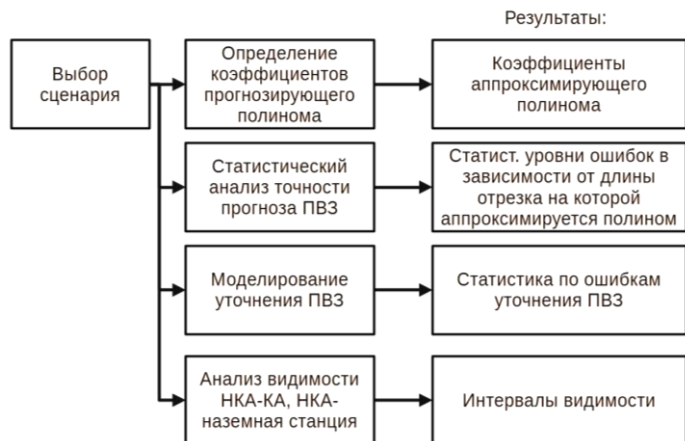 Результаты:
Выбор
сценария
Определение
коэффициентов
прогнозирующего
полинома
Коэффициенты
аппроксимирующего
полинома
Статистический
анализ точности
прогноза ПВЗ
Статист. уровни ошибок в
зависимости от длины
отрезка на которой
аппроксимируется полином
Моделирование
уточнения ПВЗ
Статистика по ошибкам
уточнения ПВЗ
Анализ видимости
НКА-КА, НКА-
наземная станция
Интервалы видимости